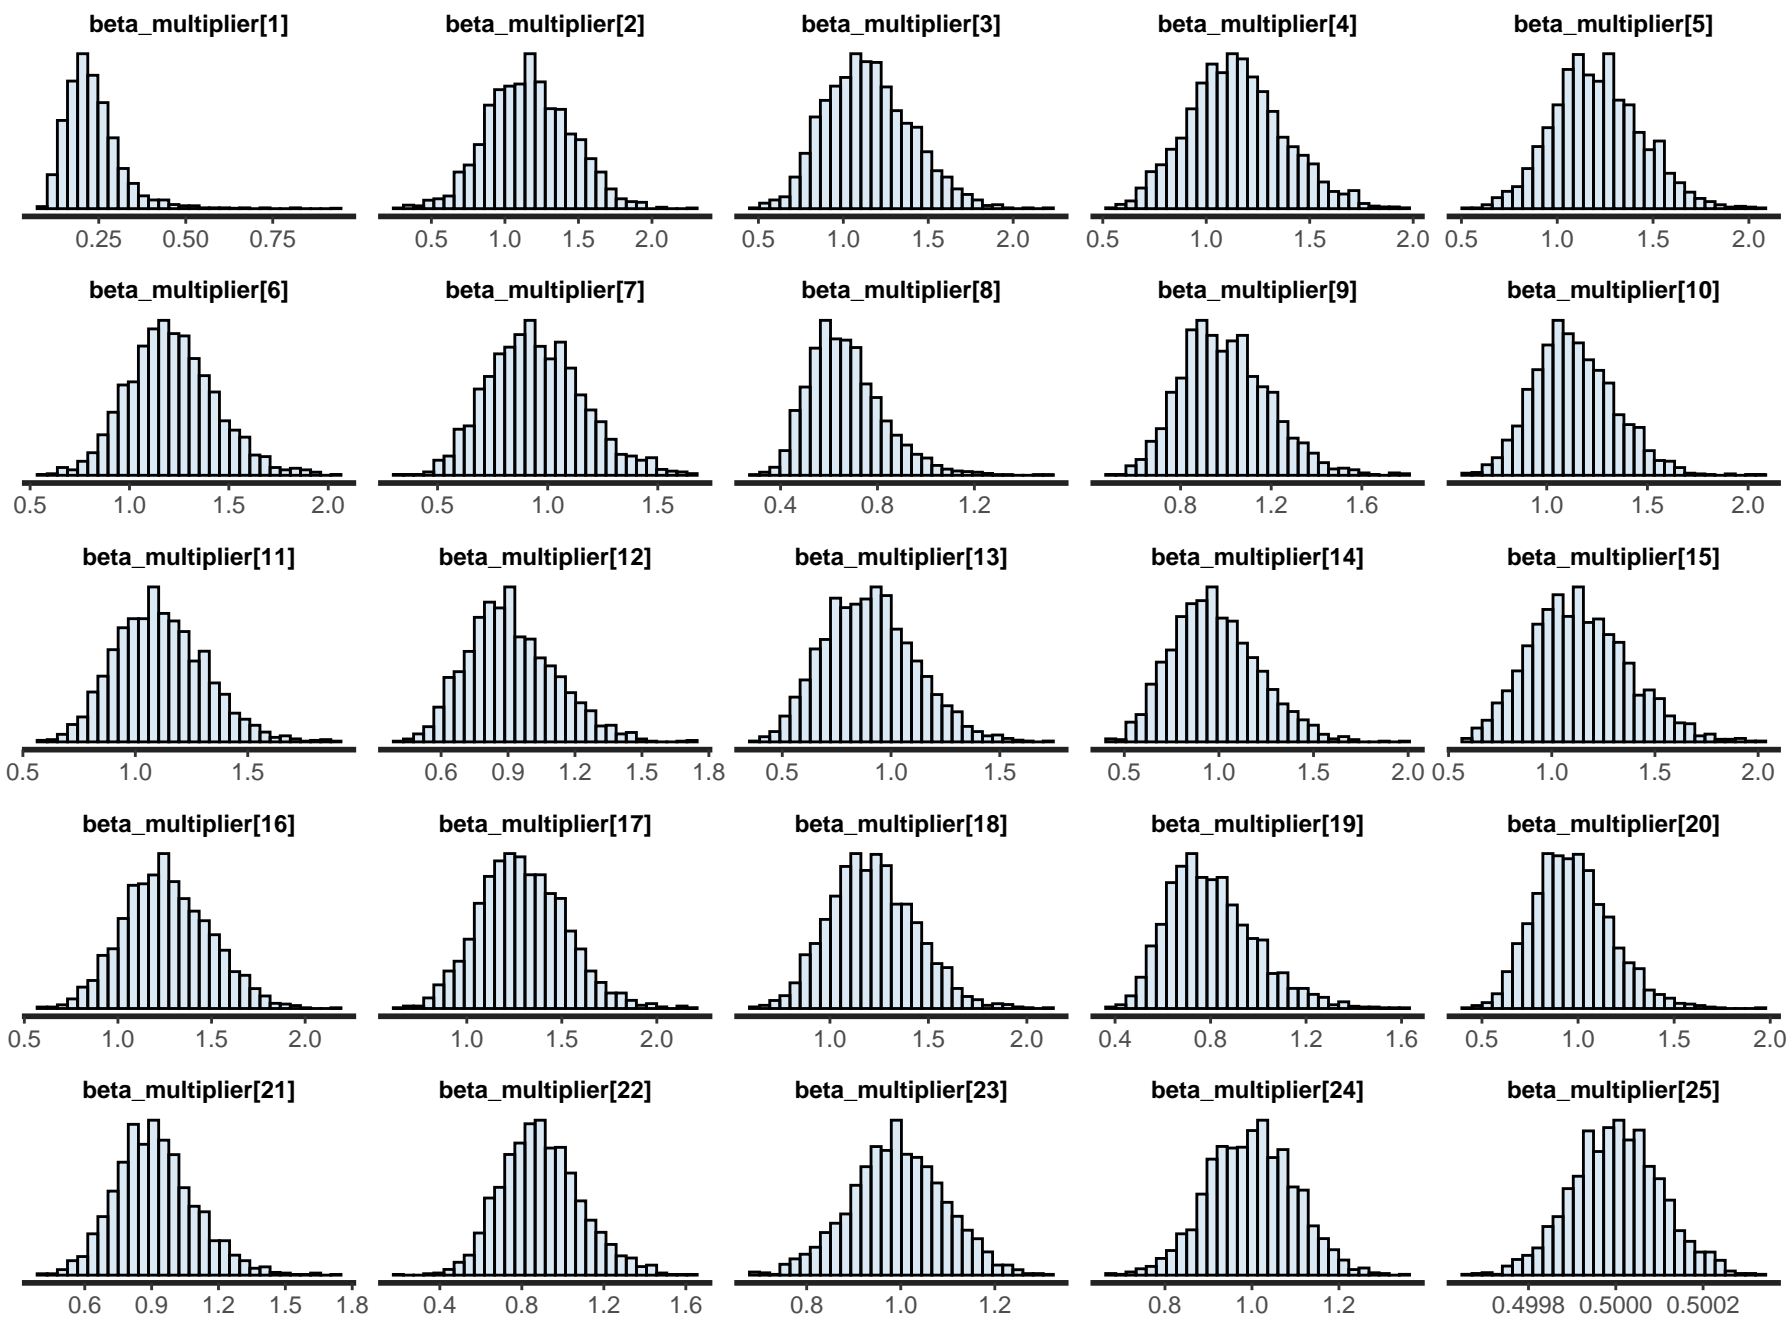 beta_multiplier[1] beta_multiplier[2] beta_multiplier[3] beta_multiplier[4] beta_multiplier[5]
0.25 0.50 0.75 0.5 1.0 1.5 2.0 0.5 1.0 1.5 2.0 0.5 1.0 1.5 2.0 0.5 1.0 1.5 2.0
beta_multiplier[6] beta_multiplier[7] beta_multiplier[8] beta_multiplier[9] beta_multiplier[10]
0.5 1.0 1.5 2.0 0.5 1.0 1.5 0.4 0.8 1.2 0.8 1.2 1.6 1.0 1.5 2.0
beta_multiplier[11] beta_multiplier[12] beta_multiplier[13] beta_multiplier[14] beta_multiplier[15]
0.5 1.0 1.5 0.6 0.9 1.2 1.5 1.8 0.5 1.0 1.5 0.5 1.0 1.5 2.0 0.5 1.0 1.5 2.0
beta_multiplier[16] beta_multiplier[17] beta_multiplier[18] beta_multiplier[19] beta_multiplier[20]
0.5 1.0 1.5 2.0 1.0 1.5 2.0 1.0 1.5 2.0 0.4 0.8 1.2 1.6 0.5 1.0 1.5 2.0
beta_multiplier[21] beta_multiplier[22] beta_multiplier[23] beta_multiplier[24] beta_multiplier[25]
0.6 0.9 1.2 1.5 1.8 0.4 0.8 1.2 1.6 0.8 1.0 1.2 0.8 1.0 1.2 0.4998 0.5000 0.5002